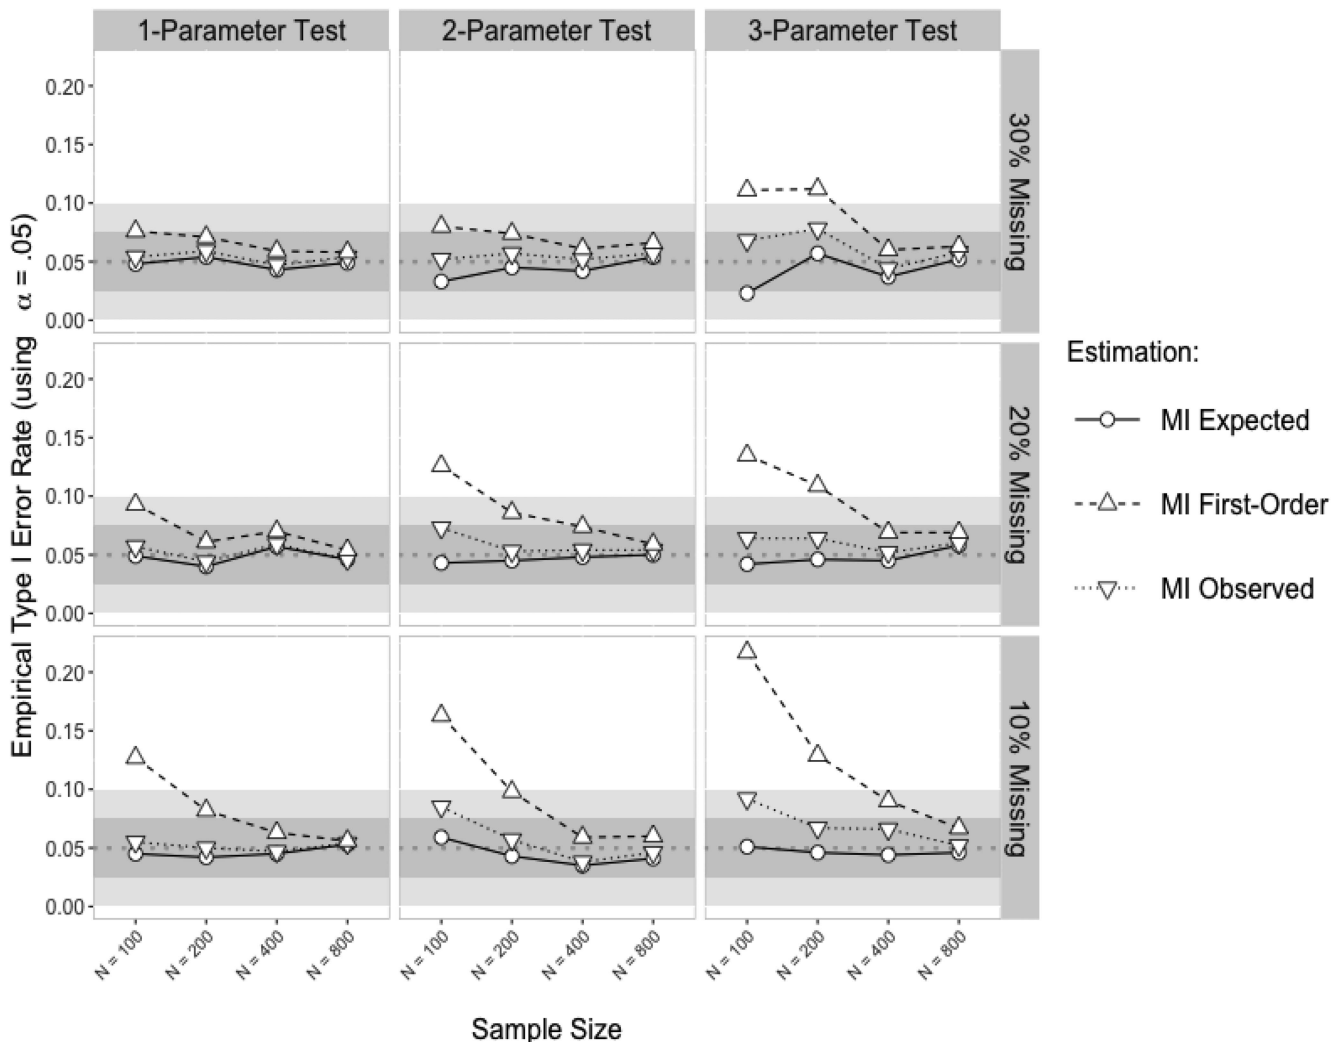 1-Parameter Test 2-Parameter Test 3-Parameter Test
Empirical Type I Error Rate (using α = .05)
0.20
0.15
0.10
0.05
0.00
30% Missing
0.20
0.15
0.10
0.05
0.00
20% Missing
0.20
0.15
0.10
0.05
0.00
10% Missing
N = 100 N = 200 N = 400 N = 800 N = 100 N = 200 N = 400 N = 800 N = 100 N = 200 N = 400 N = 800
Sample Size
Estimation:
MI Expected
MI First-Order
MI Observed